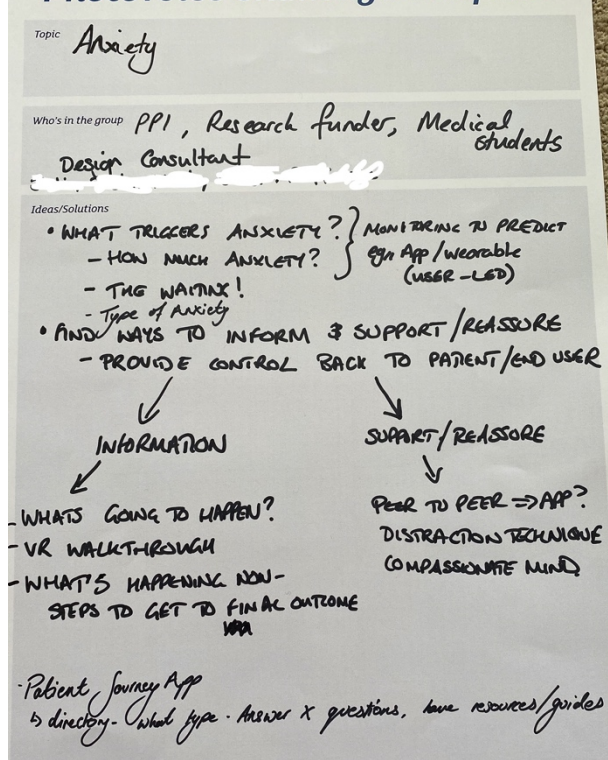 Topic Anxiety
Who's in the group PPI, Research funder, Medical students
Design Consultant
Ideas/Solutions
• WHAT TRIGGERS ANXIETY? } MONITORING TO PREDICT
- HOW MUCH ANXIETY? egn App/wearable
(USER-LED)
- THE WAITING!
- Type of Anxiety
• FIND WAYS TO INFORM & SUPPORT/REASSURE
- PROVIDE CONTROL BACK TO PATIENT/END USER
INFORMATION SUPPORT/REASSURE
- WHATS GOING TO HAPPEN? PEER TO PEER => APP?
- VR WALKTHROUGH DISTRACTION TECHNIQUE
- WHAT'S HAPPENING NOW- COMPASSIONATE MIND
STEPS TO GET TO FINAL OUTCOME
- Patient Journey App
↳ directory - what type. Answer X questions, have resources/guides